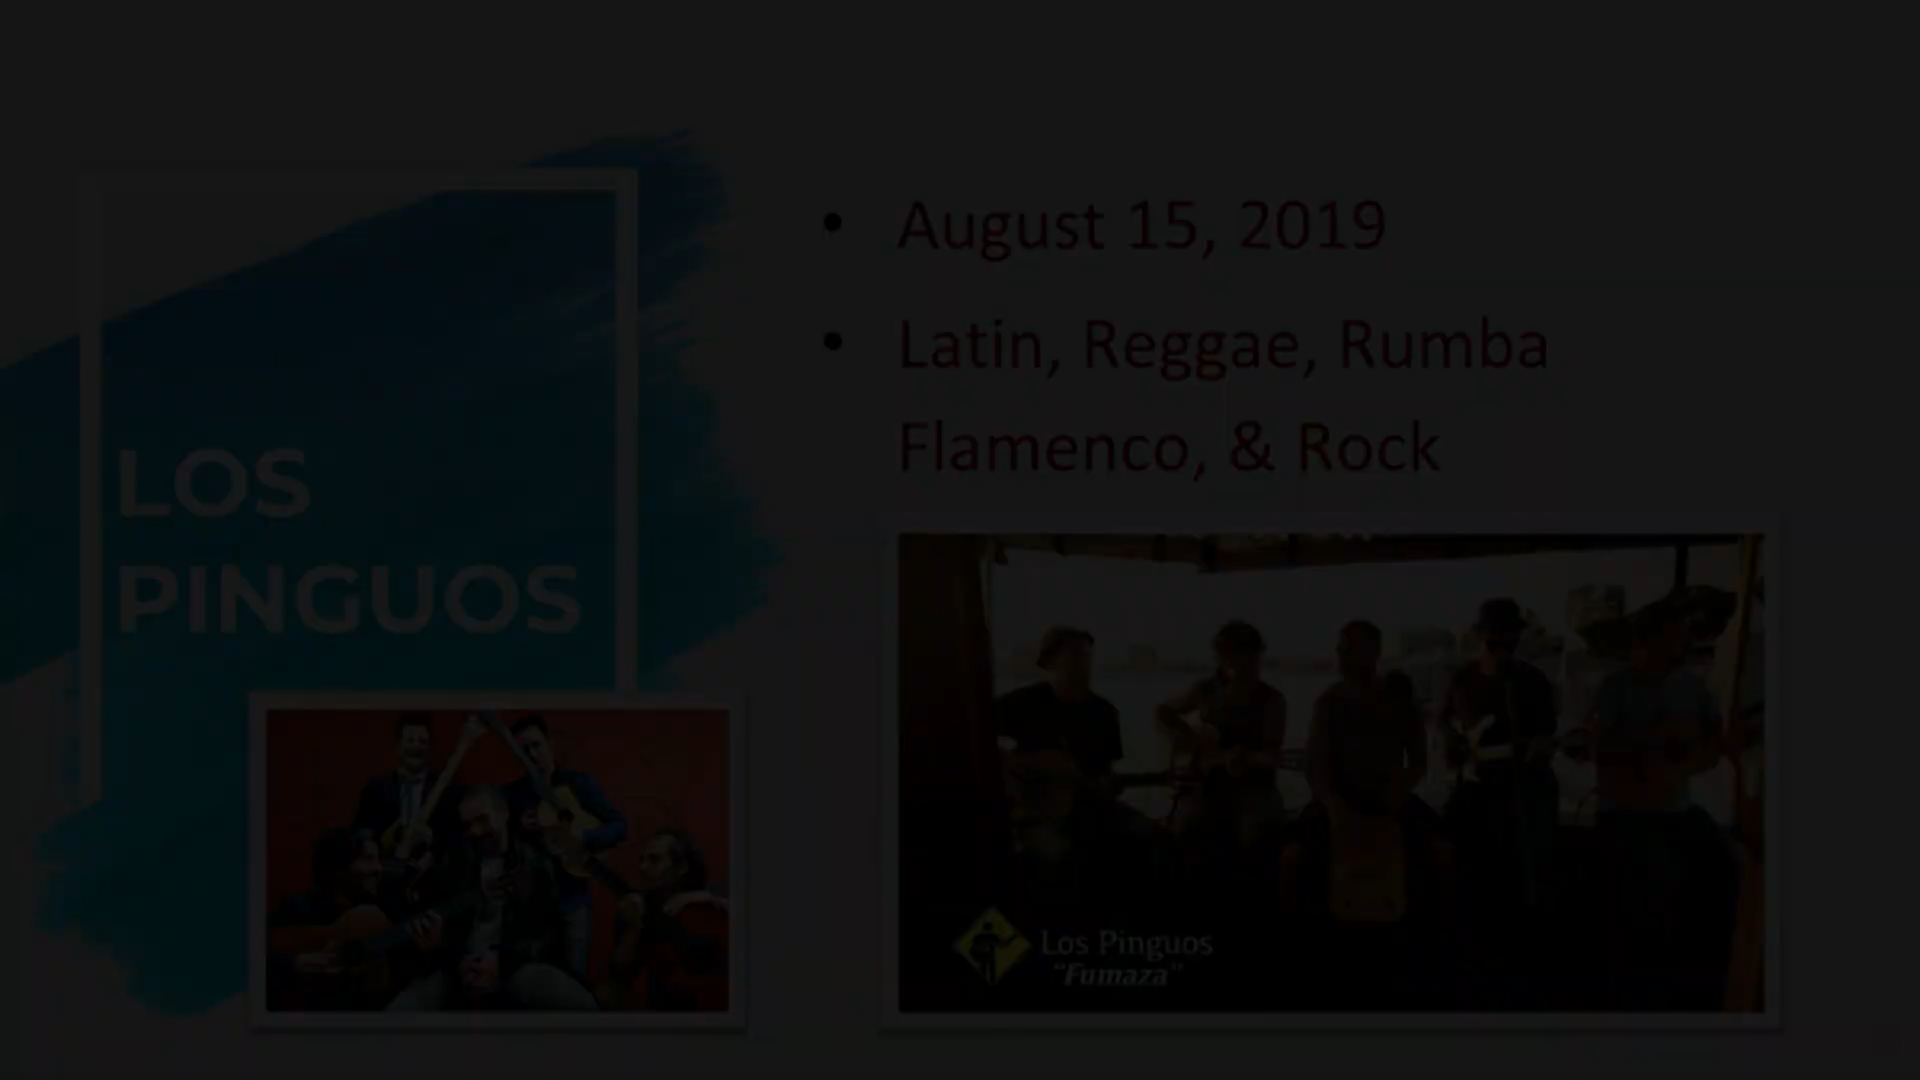 LOS
PINGUOS
• August 15, 2019
• Latin, Reggae, Rumba
Flamenco, & Rock
Los Pinguos
"Fumaza"